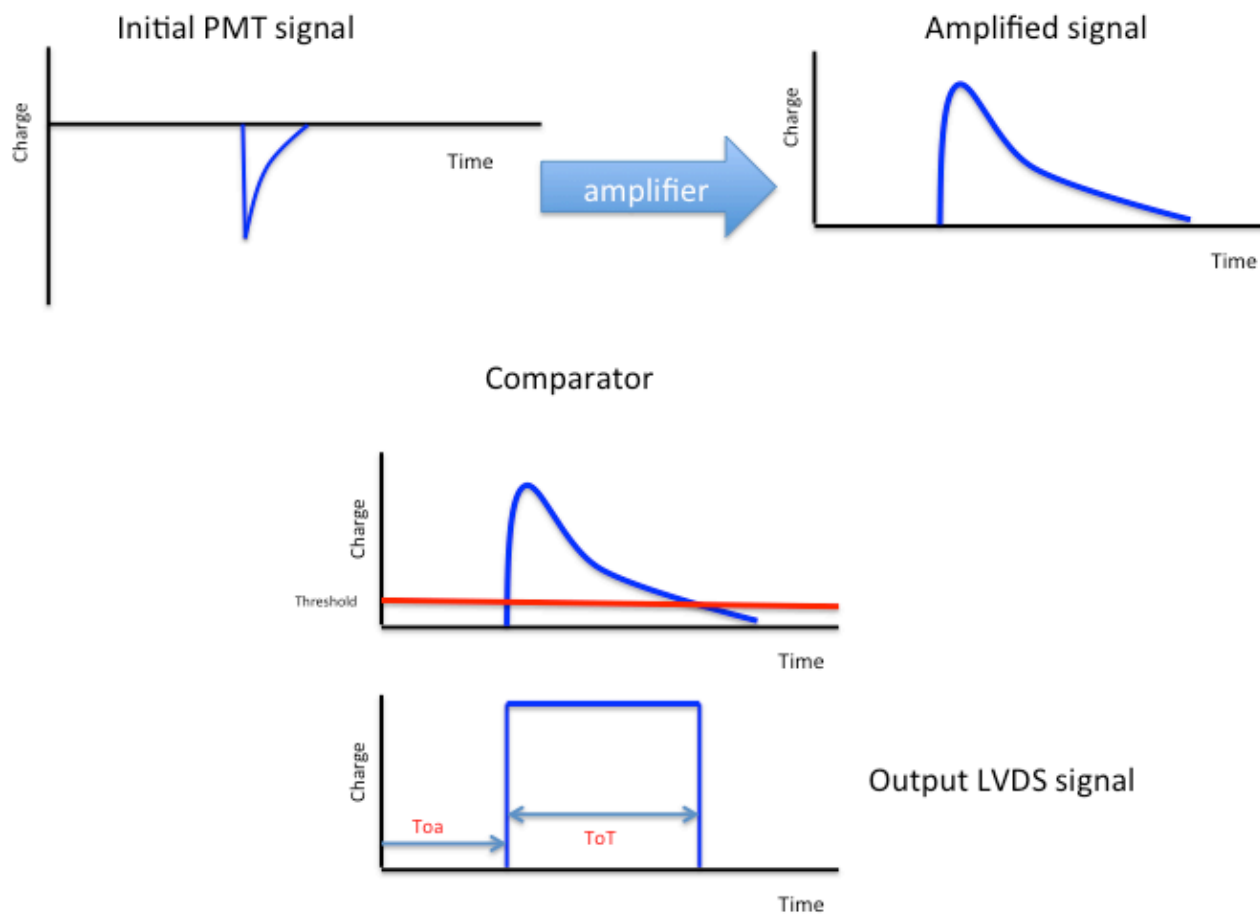 Initial PMT signal
Amplified signal
Charge
Time
amplifier
Charge
Time
Comparator
Charge
Threshold
Time
Charge
Toa
ToT
Output LVDS signal
Time